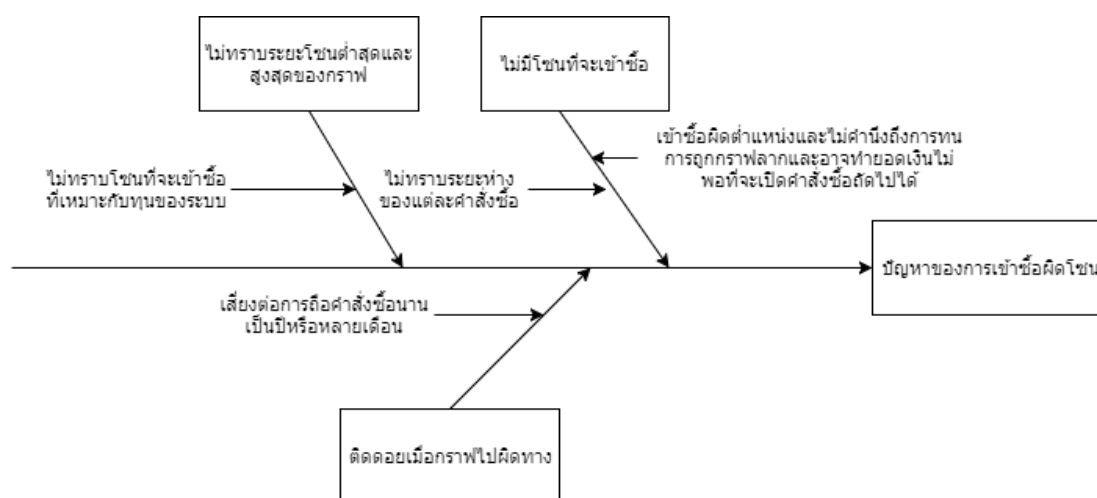 ไม่ทราบระยะโซนต่ำสุดและ
สูงสุดของกราฟ
ไม่มีโซนที่จะเข้าซื้อ
เข้าซื้อผิดตำแหน่งและไม่คำนึงถึงการทน
การถูกกราฟลากและอาจทำยอดเงินไม่
พอที่จะเปิดคำสั่งซื้อถัดไปได้
ไม่ทราบโซนที่จะเข้าซื้อ
ที่เหมาะกับทุนของระบบ
ไม่ทราบระยะห่าง
ของแต่ละคำสั่งซื้อ
ปัญหาของการเข้าซื้อผิดโซน
เสี่ยงต่อการถือคำสั่งซื้อนาน
เป็นปีหรือหลายเดือน
ติดดอยเมื่อกราฟไปผิดทาง